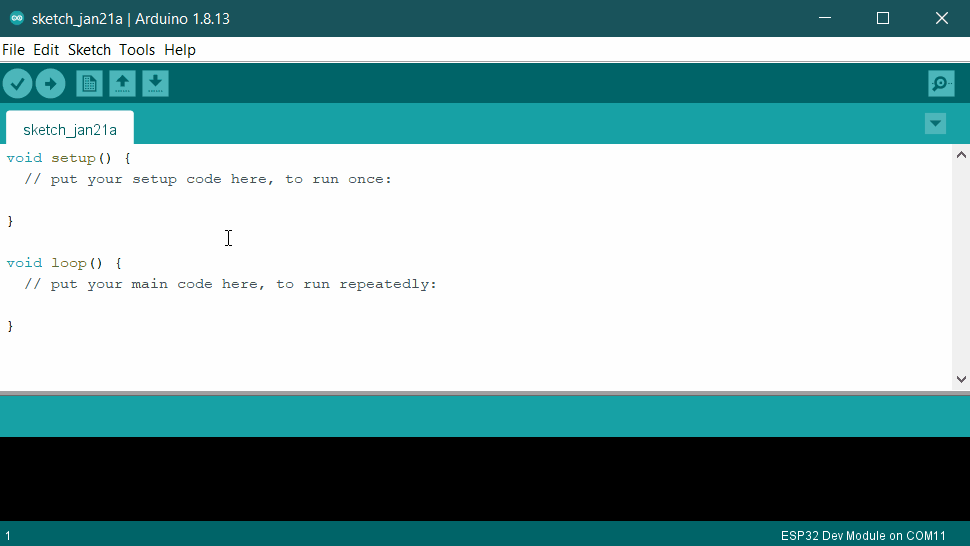 sketch_jan21a | Arduino 1.8.13
File Edit Sketch Tools Help
sketch_jan21a
void setup() {
  // put your setup code here, to run once:
}
void loop() {
  // put your main code here, to run repeatedly:
}
1
ESP32 Dev Module on COM11